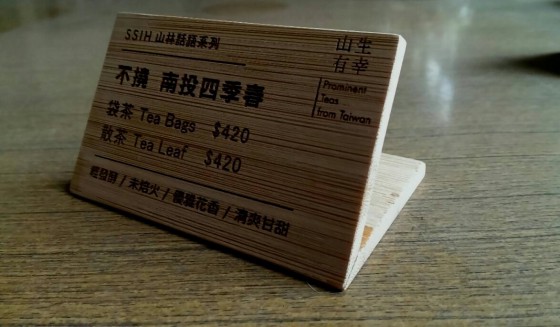 SSIH 山林話語系列
山生
有幸
不撓 南投四季春
Prominent
Teas
from Taiwan
袋茶 Tea Bags $420
散茶 Tea Leaf $420
輕發酵 / 未焙火 / 優雅花香 / 清爽甘甜